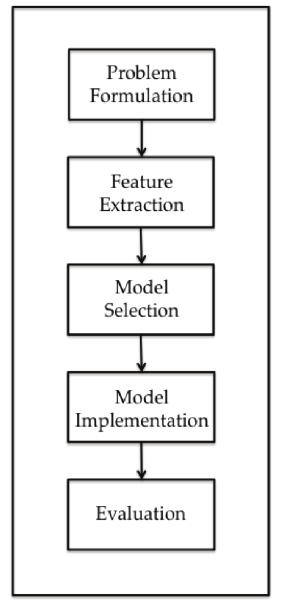 Problem
Formulation
Feature
Extraction
Model
Selection
Model
Implementation
Evaluation